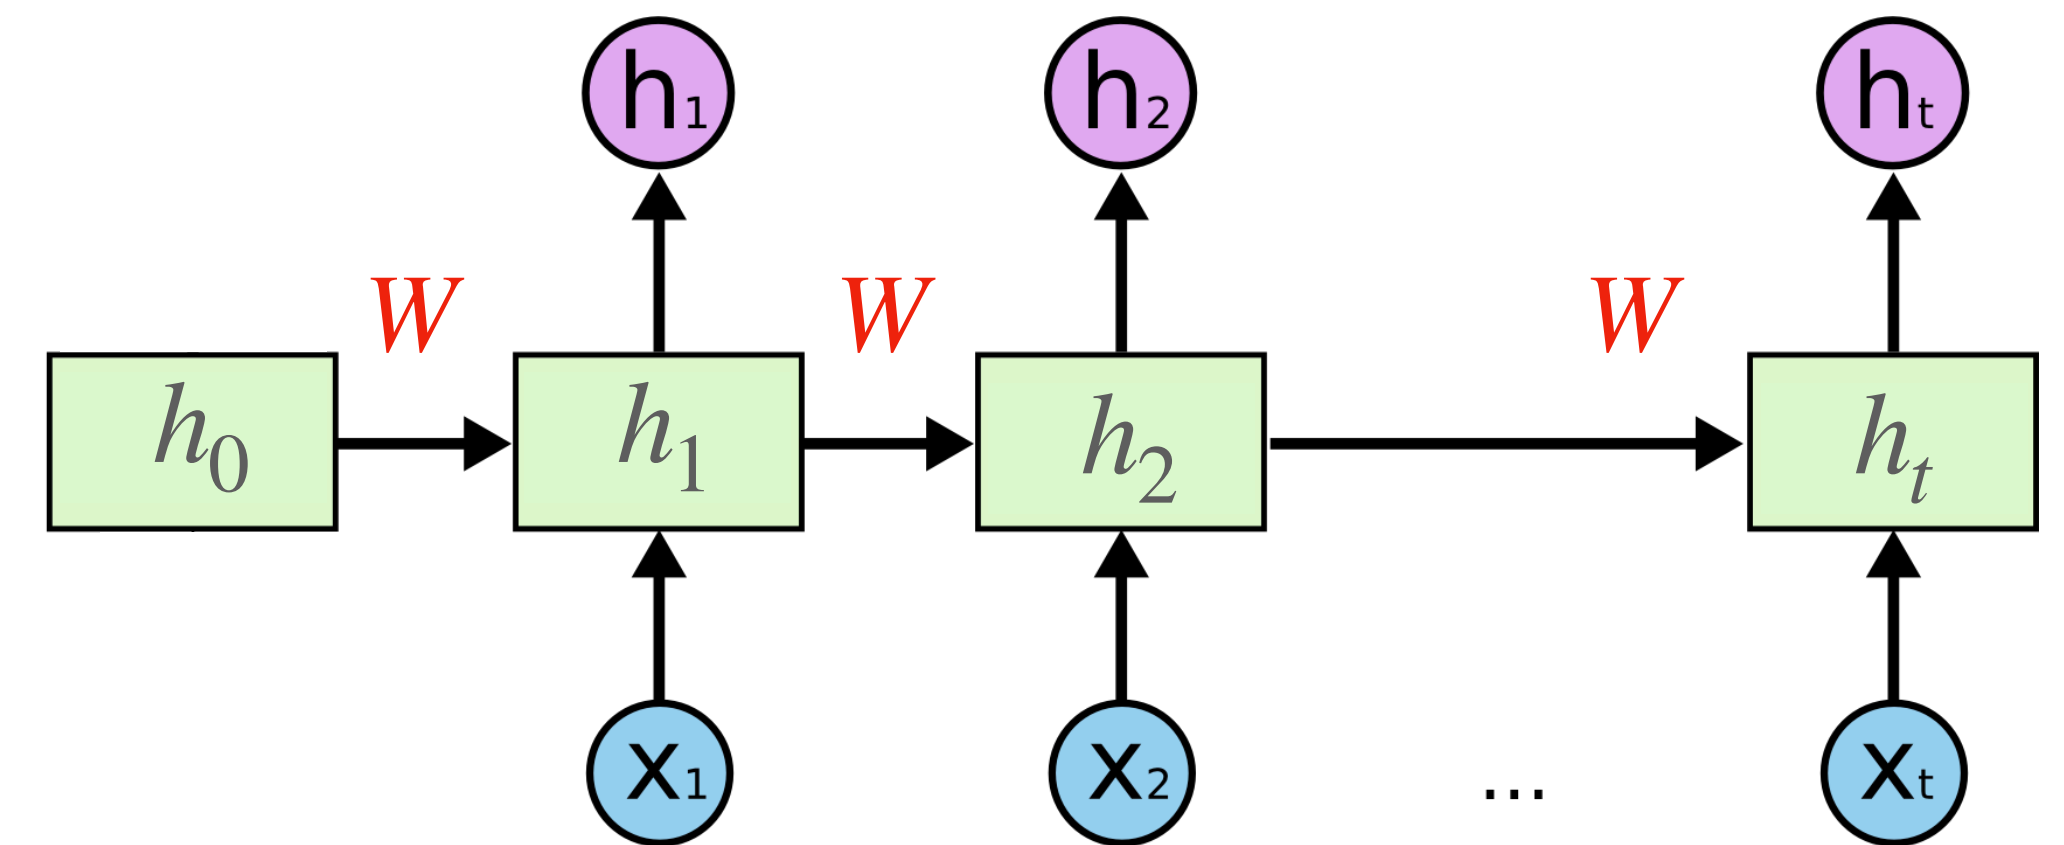 h₁ h₂ hₜ
W W W
h₀ h₁ h₂ hₜ
x₁ x₂ ... xₜ